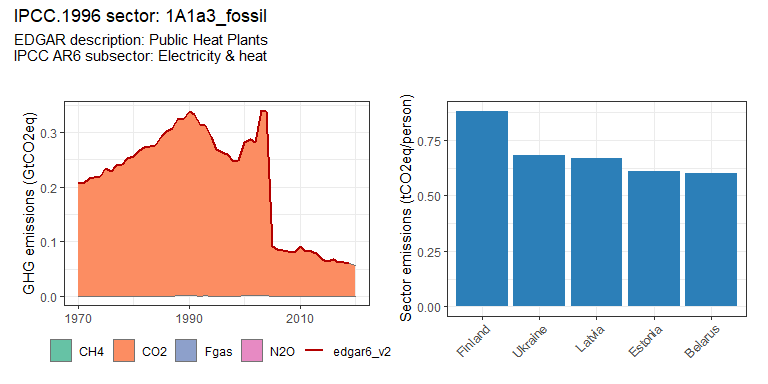 IPCC.1996 sector: 1A1a3_fossil
EDGAR description: Public Heat Plants
IPCC AR6 subsector: Electricity & heat
GHG emissions (GtCO2eq)
0.3
0.2
0.1
0.0
1970
1990
2010
CH4
CO2
Fgas
N2O
edgar6_v2
Sector emissions (tCO2eq/person)
0.75
0.50
0.25
0.00
Finland
Ukraine
Latvia
Estonia
Belarus